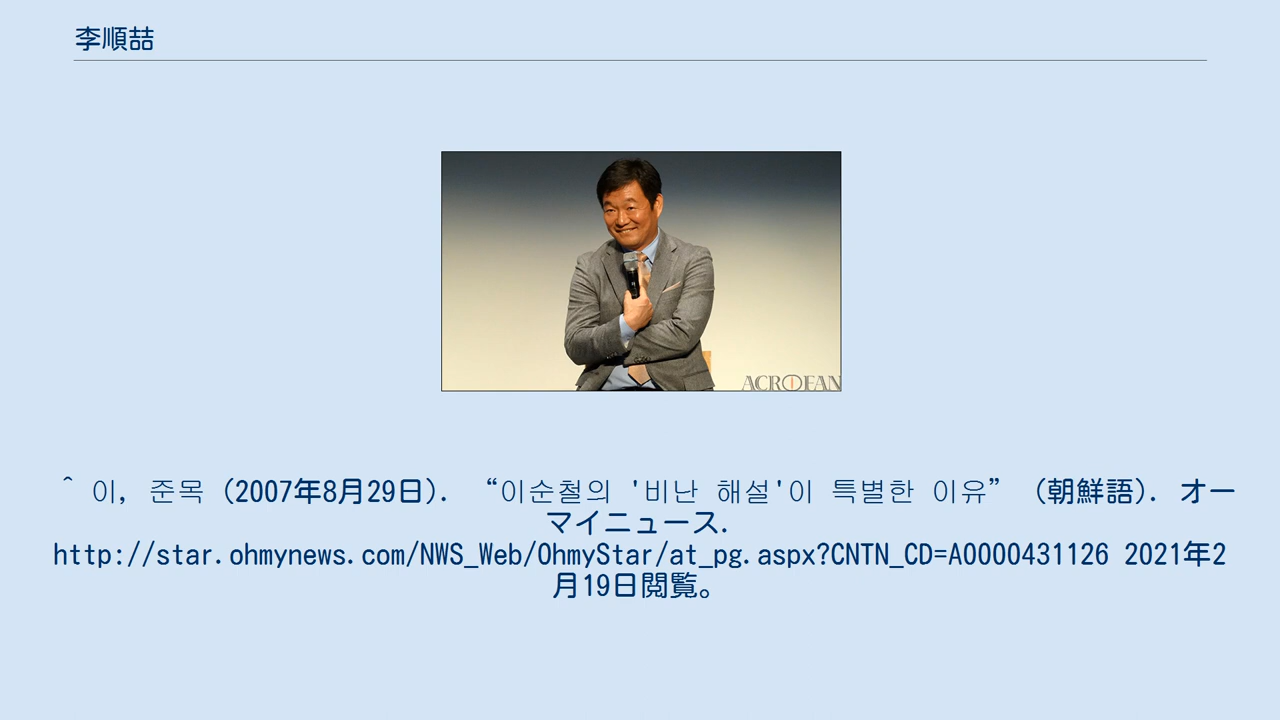 李順喆
ACROFAN
^ 이, 준목 (2007年8月29日). “이순철의 '비난 해설'이 특별한 이유” (朝鮮語). オー
マイニュース.
http://star.ohmynews.com/NWS_Web/OhmyStar/at_pg.aspx?CNTN_CD=A0000431126 2021年2
月19日閲覧。